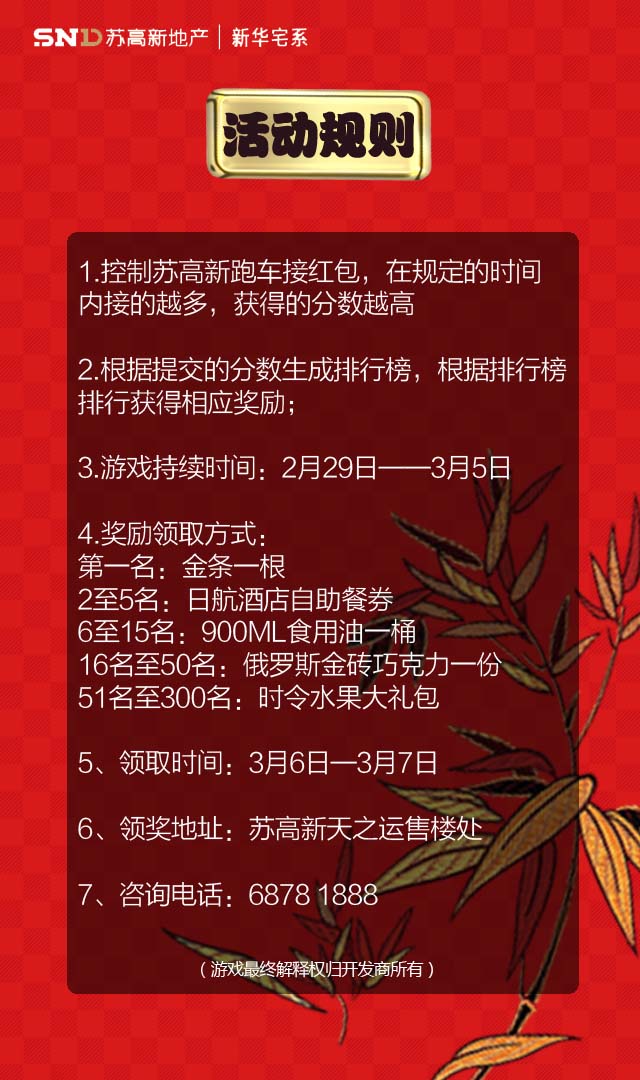 SND苏高新地产｜新华宅系
活动规则
1.控制苏高新跑车接红包，在规定的时间
内接的越多，获得的分数越高
2.根据提交的分数生成排行榜，根据排行榜
排行获得相应奖励；
3.游戏持续时间：2月29日——3月5日
4.奖励领取方式：
第一名：金条一根
2至5名：日航酒店自助餐券
6至15名：900ML食用油一桶
16名至50名：俄罗斯金砖巧克力一份
51名至300名：时令水果大礼包
5、领取时间：3月6日—3月7日
6、领奖地址：苏高新天之运售楼处
7、咨询电话：6878 1888
（游戏最终解释权归开发商所有）